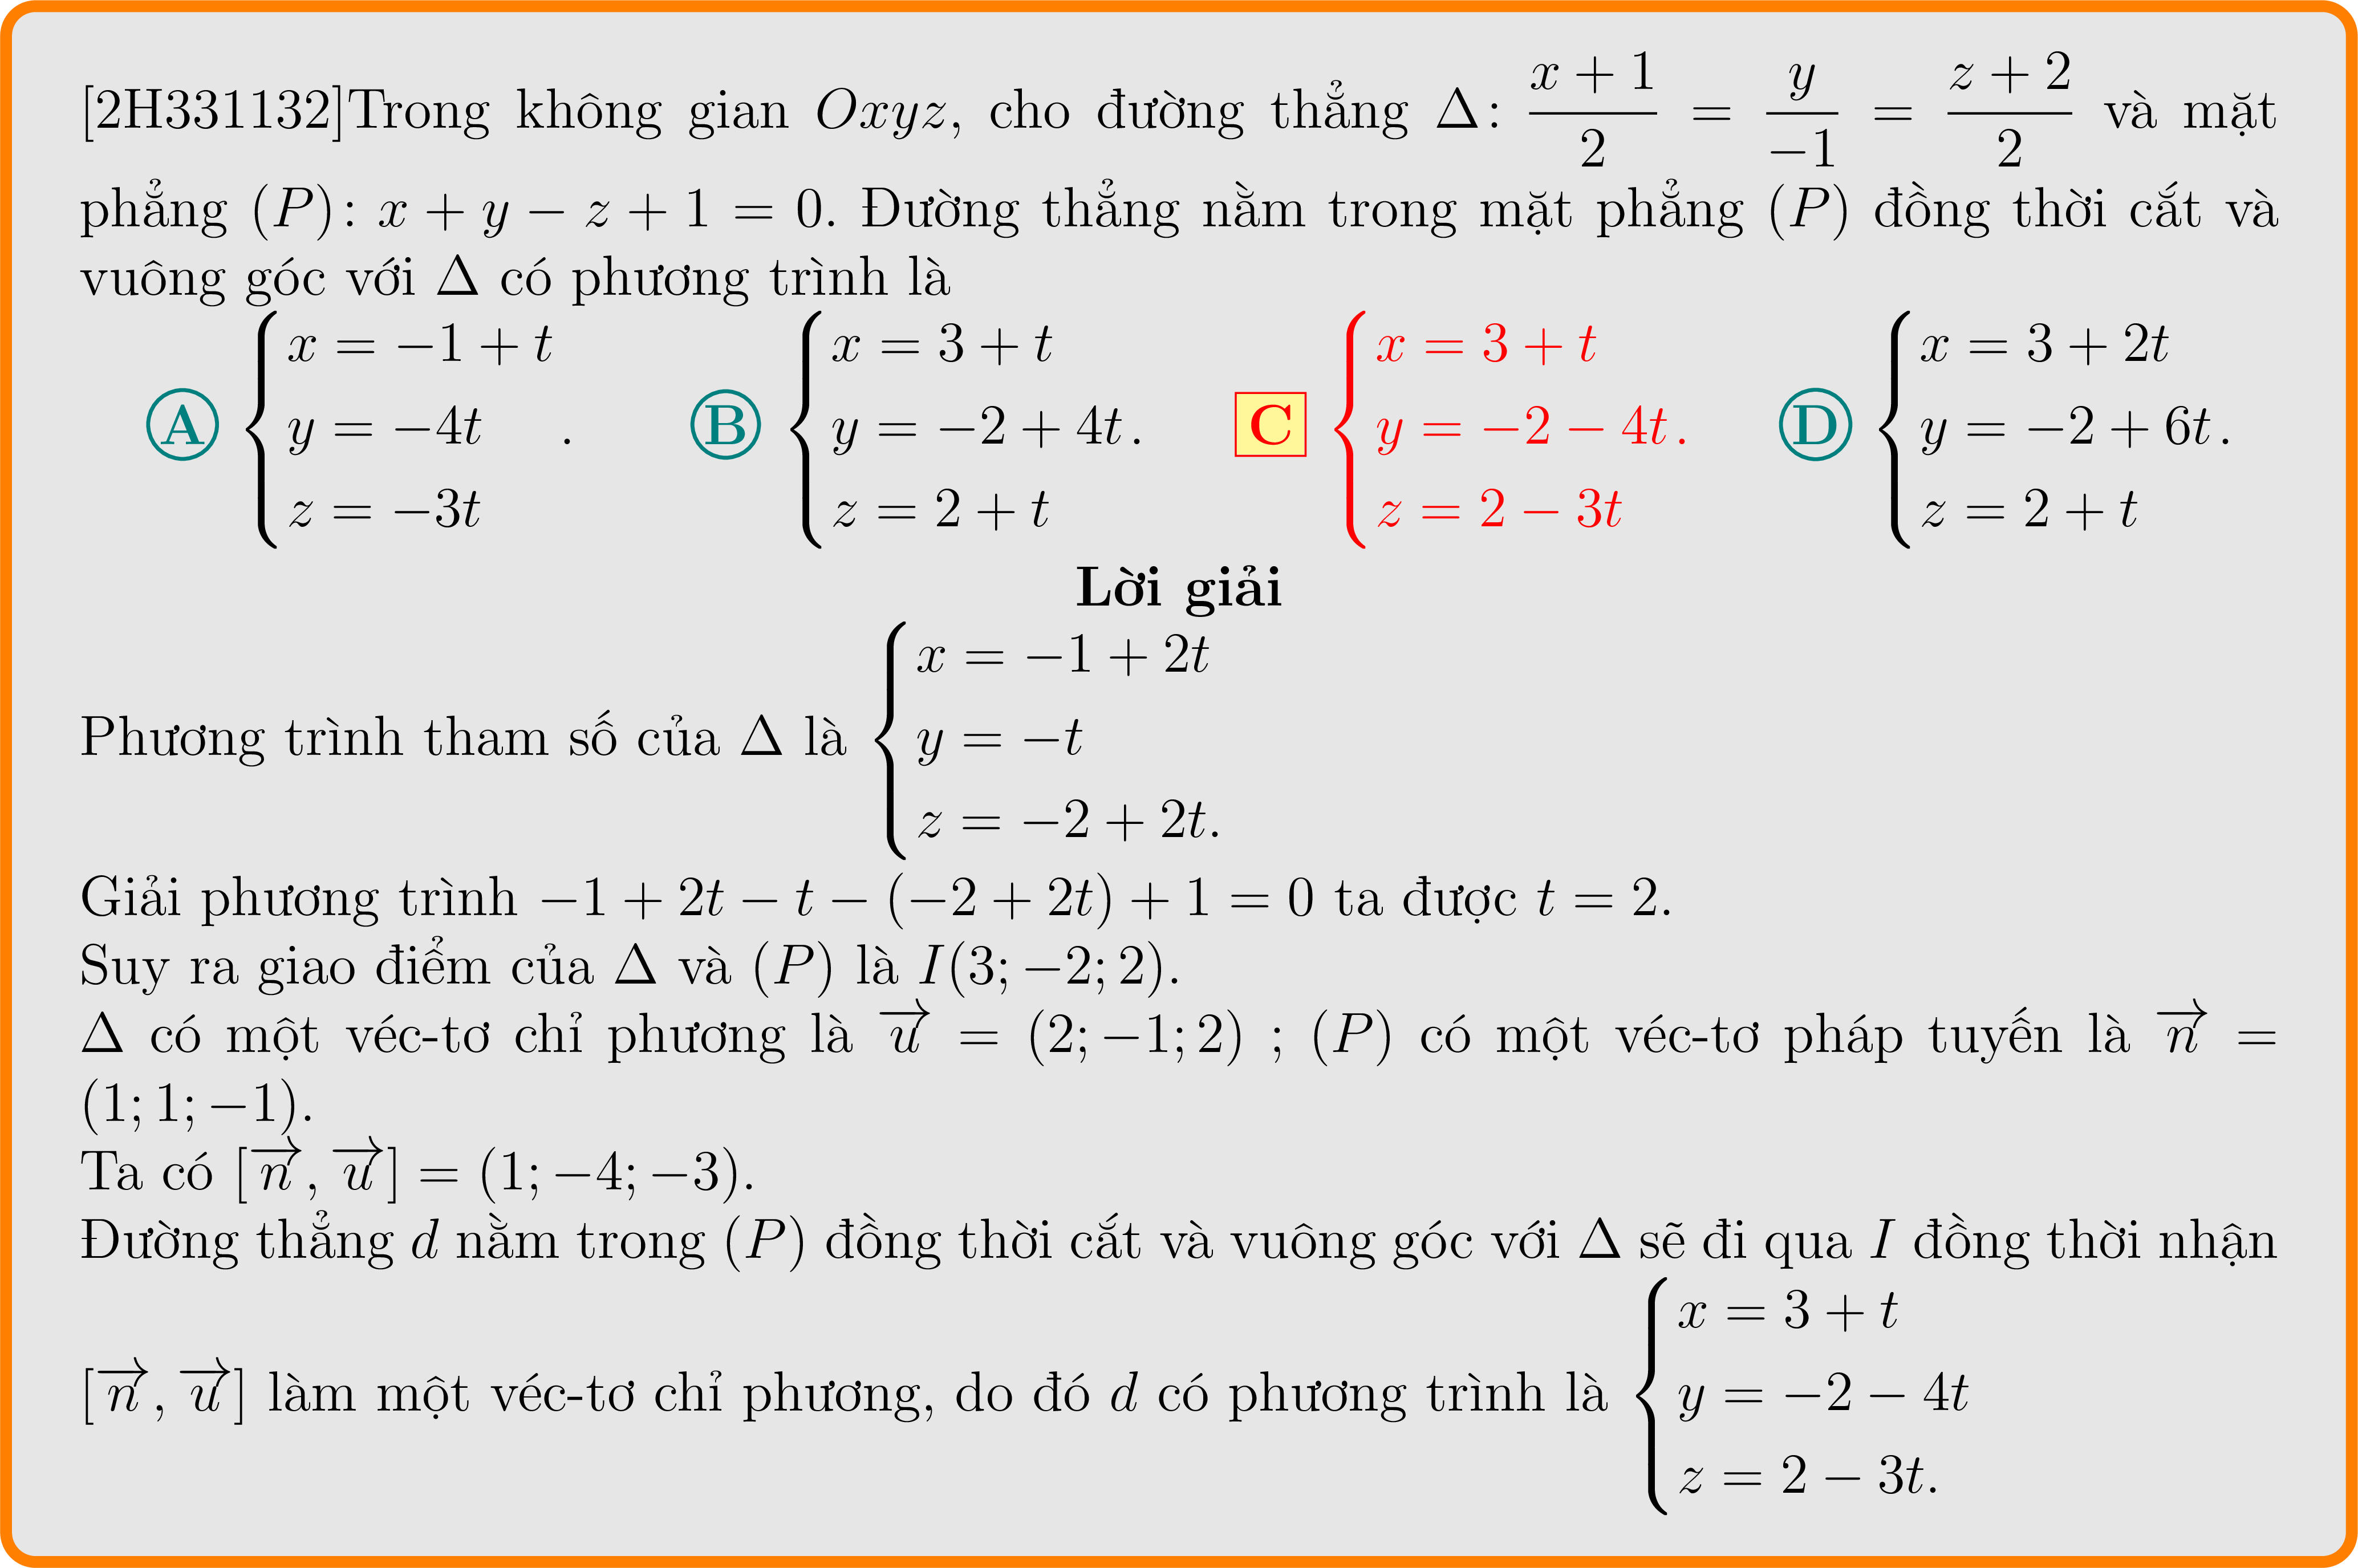 [2H331132]Trong không gian Oxyz, cho đường thẳng Δ: \frac{x+1}{2} = \frac{y}{-1} = \frac{z+2}{2} và mặt
phẳng (P): x + y − z + 1 = 0. Đường thẳng nằm trong mặt phẳng (P) đồng thời cắt và
vuông góc với Δ có phương trình là
A \begin{cases} x = -1 + t \\ y = -4t \\ z = -3t \end{cases}. B \begin{cases} x = 3 + t \\ y = -2 + 4t \\ z = 2 + t \end{cases}. C \begin{cases} x = 3 + t \\ y = -2 - 4t \\ z = 2 - 3t \end{cases}. D \begin{cases} x = 3 + 2t \\ y = -2 + 6t \\ z = 2 + t \end{cases}.
Lời giải
Phương trình tham số của Δ là \begin{cases} x = -1 + 2t \\ y = -t \\ z = -2 + 2t. \end{cases}
Giải phương trình −1 + 2t − t − (−2 + 2t) + 1 = 0 ta được t = 2.
Suy ra giao điểm của Δ và (P) là I(3; −2; 2).
Δ có một véc-tơ chỉ phương là \overrightarrow{u} = (2; −1; 2) ; (P) có một véc-tơ pháp tuyến là \overrightarrow{n} =
(1; 1; −1).
Ta có [\overrightarrow{n}, \overrightarrow{u}] = (1; −4; −3).
Đường thẳng d nằm trong (P) đồng thời cắt và vuông góc với Δ sẽ đi qua I đồng thời nhận
[\overrightarrow{n}, \overrightarrow{u}] làm một véc-tơ chỉ phương, do đó d có phương trình là \begin{cases} x = 3 + t \\ y = -2 - 4t \\ z = 2 - 3t. \end{cases}